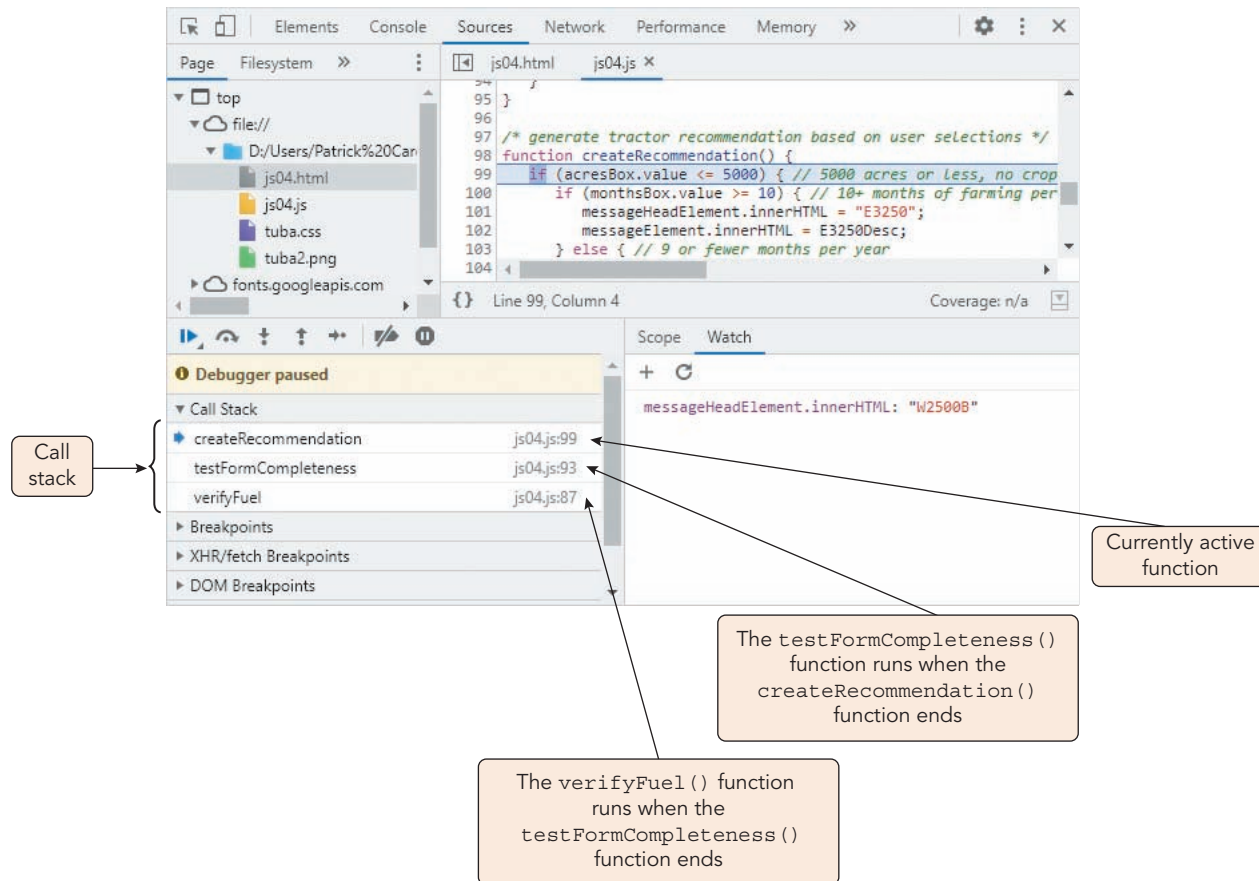 Elements Console Sources Network Performance Memory »
Page Filesystem »
js04.html js04.js ×
top
file://
D:/Users/Patrick%20Car
js04.html
js04.js
tuba.css
tuba2.png
fonts.googleapis.com
94 }
95 }
96
97 /* generate tractor recommendation based on user selections */
98 function createRecommendation() {
99 if (acresBox.value <= 5000) { // 5000 acres or less, no crop
100 if (monthsBox.value >= 10) { // 10+ months of farming per
101 messageHeadElement.innerHTML = "E3250";
102 messageElement.innerHTML = E3250Desc;
103 } else { // 9 or fewer months per year
104
{} Line 99, Column 4 Coverage: n/a
Debugger paused
Call Stack
createRecommendation js04.js:99
testFormCompleteness js04.js:93
verifyFuel js04.js:87
Breakpoints
XHR/fetch Breakpoints
DOM Breakpoints
Scope Watch
messageHeadElement.innerHTML: "W2500B"
Call
stack
Currently active
function
The testFormCompleteness()
function runs when the
createRecommendation()
function ends
The verifyFuel() function
runs when the
testFormCompleteness()
function ends